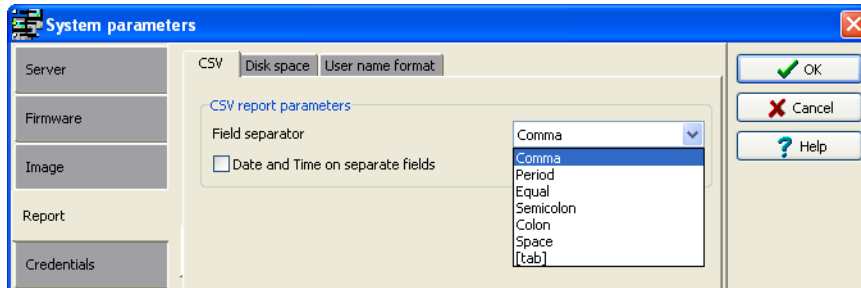 System parameters
Server
Firmware
Image
Report
Credentials
CSV Disk space User name format
CSV report parameters
Field separator Comma
Date and Time on separate fields
Comma
Period
Equal
Semicolon
Colon
Space
[tab]
OK
Cancel
Help